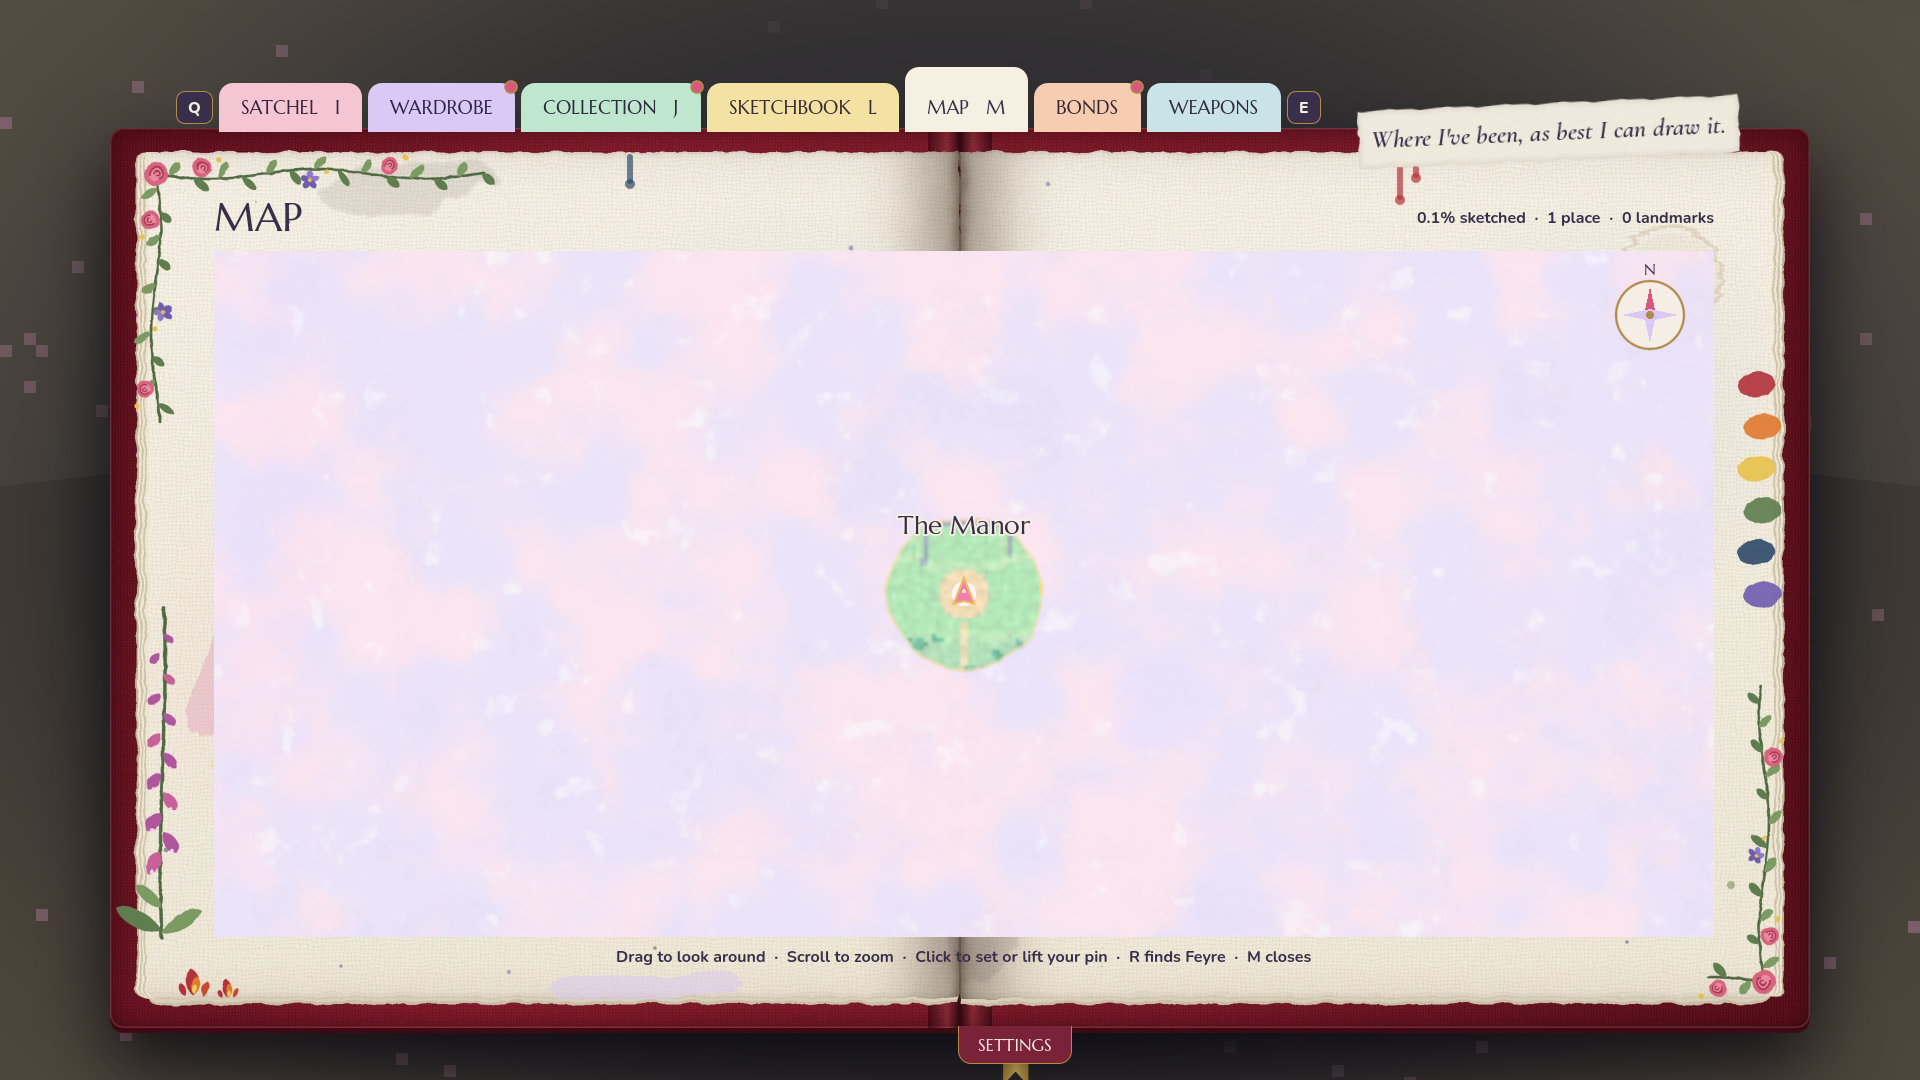 Q
SATCHEL I
WARDROBE
COLLECTION J
SKETCHBOOK L
MAP M
BONDS
WEAPONS
E
Where I've been, as best I can draw it.
MAP
0.1% sketched · 1 place · 0 landmarks
N
The Manor
Drag to look around · Scroll to zoom · Click to set or lift your pin · R finds Feyre · M closes
SETTINGS